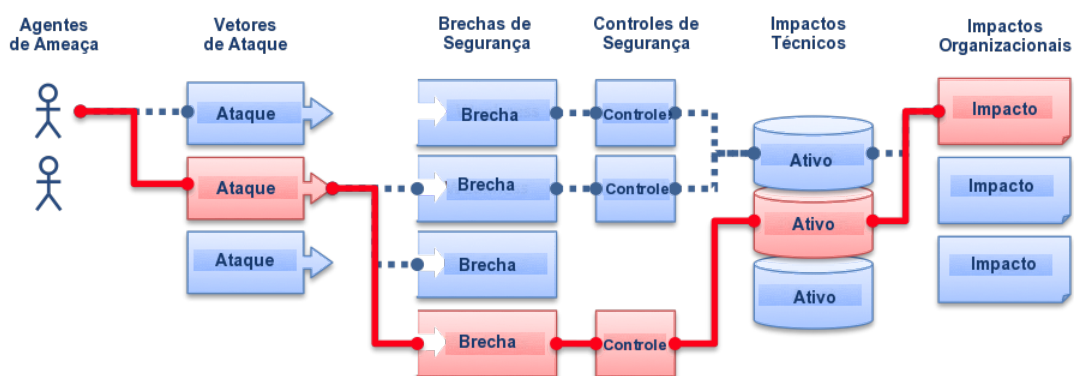 Agentes
de Ameaça
Vetores
de Ataque
Brechas de
Segurança
Controles de
Segurança
Impactos
Técnicos
Impactos
Organizacionais
Ataque
Brecha
Controle
Impacto
Ativo
Ataque
Brecha
Controle
Impacto
Ativo
Ataque
Brecha
Impacto
Ativo
Brecha
Controle